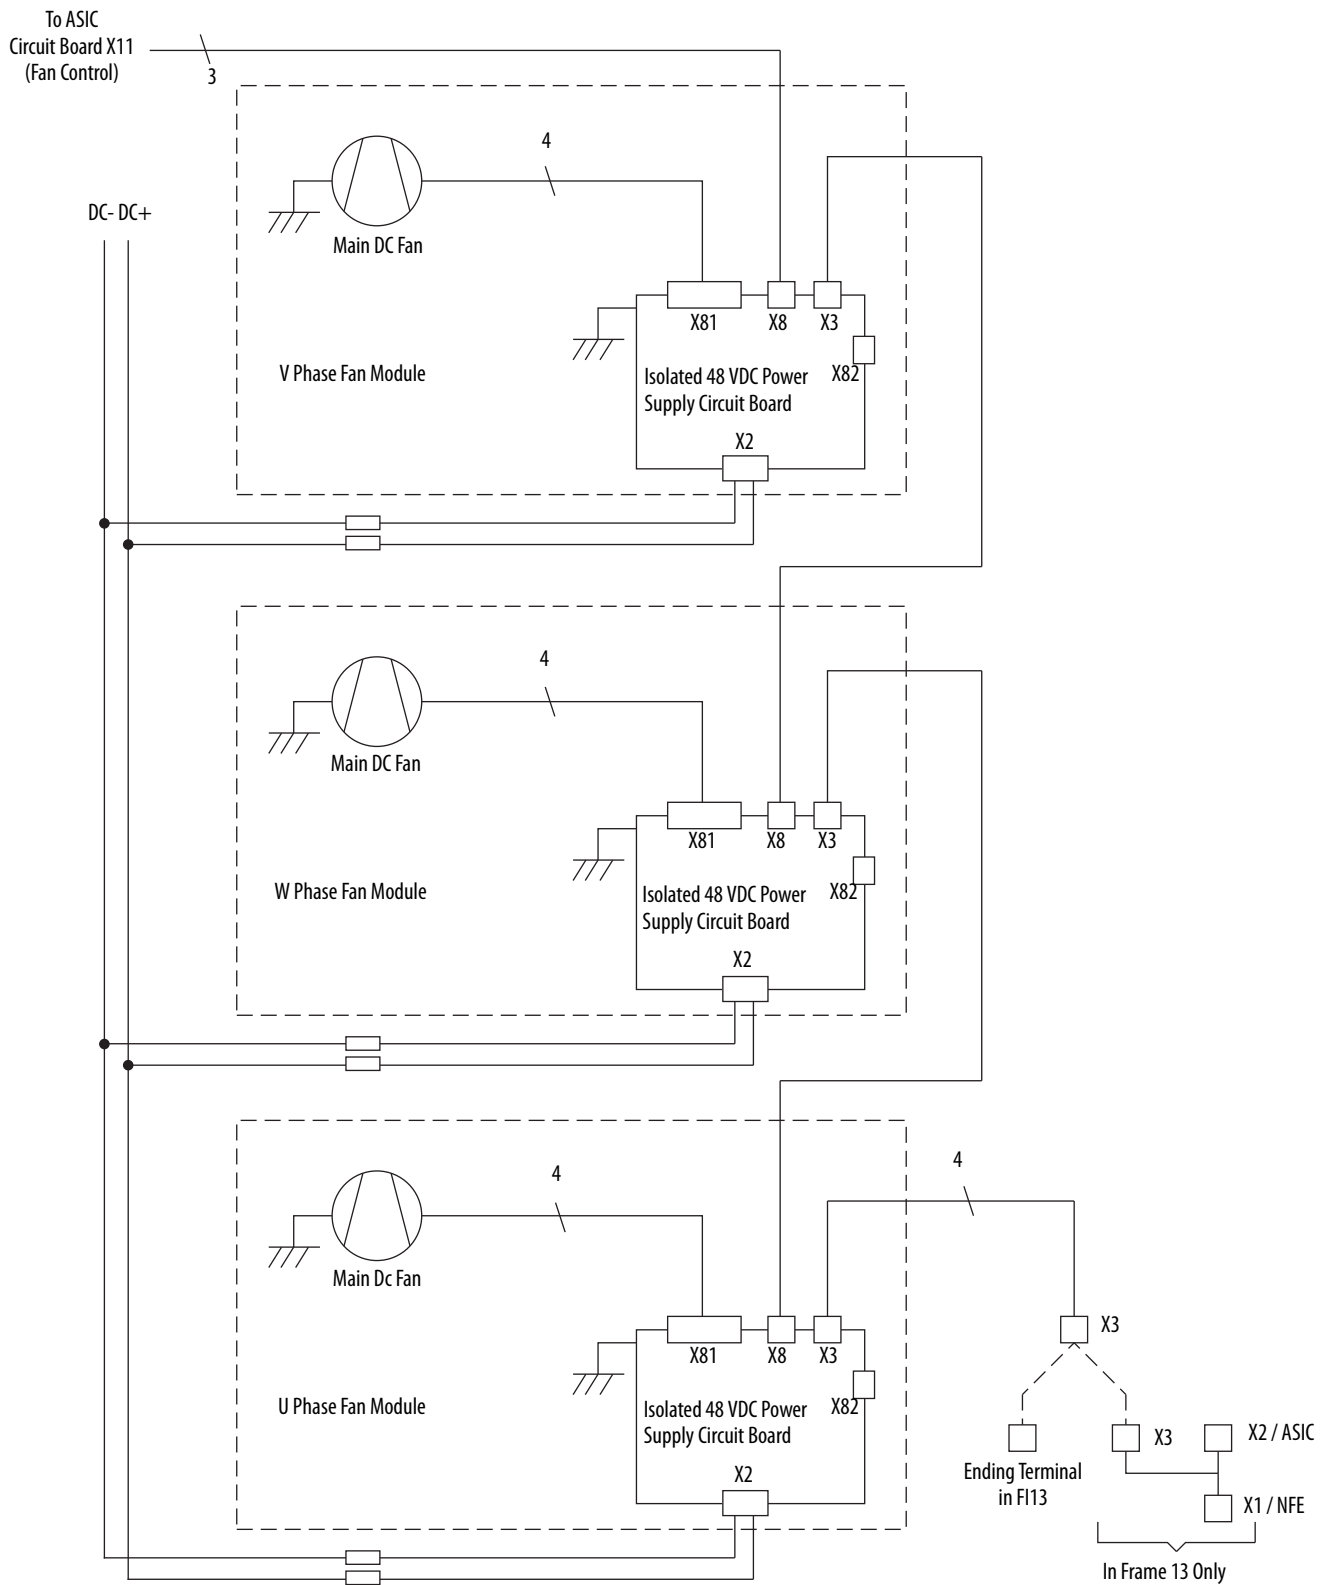 To ASIC
Circuit Board X11
(Fan Control)
3
DC- DC+
4
Main DC Fan
X81
X8
X3
X82
V Phase Fan Module
Isolated 48 VDC Power
Supply Circuit Board
X2
4
Main DC Fan
X81
X8
X3
X82
W Phase Fan Module
Isolated 48 VDC Power
Supply Circuit Board
X2
4
4
Main Dc Fan
X3
X81
X8
X3
X82
U Phase Fan Module
Isolated 48 VDC Power
Supply Circuit Board
X2
X3
X2 / ASIC
Ending Terminal
in FI13
X1 / NFE
In Frame 13 Only